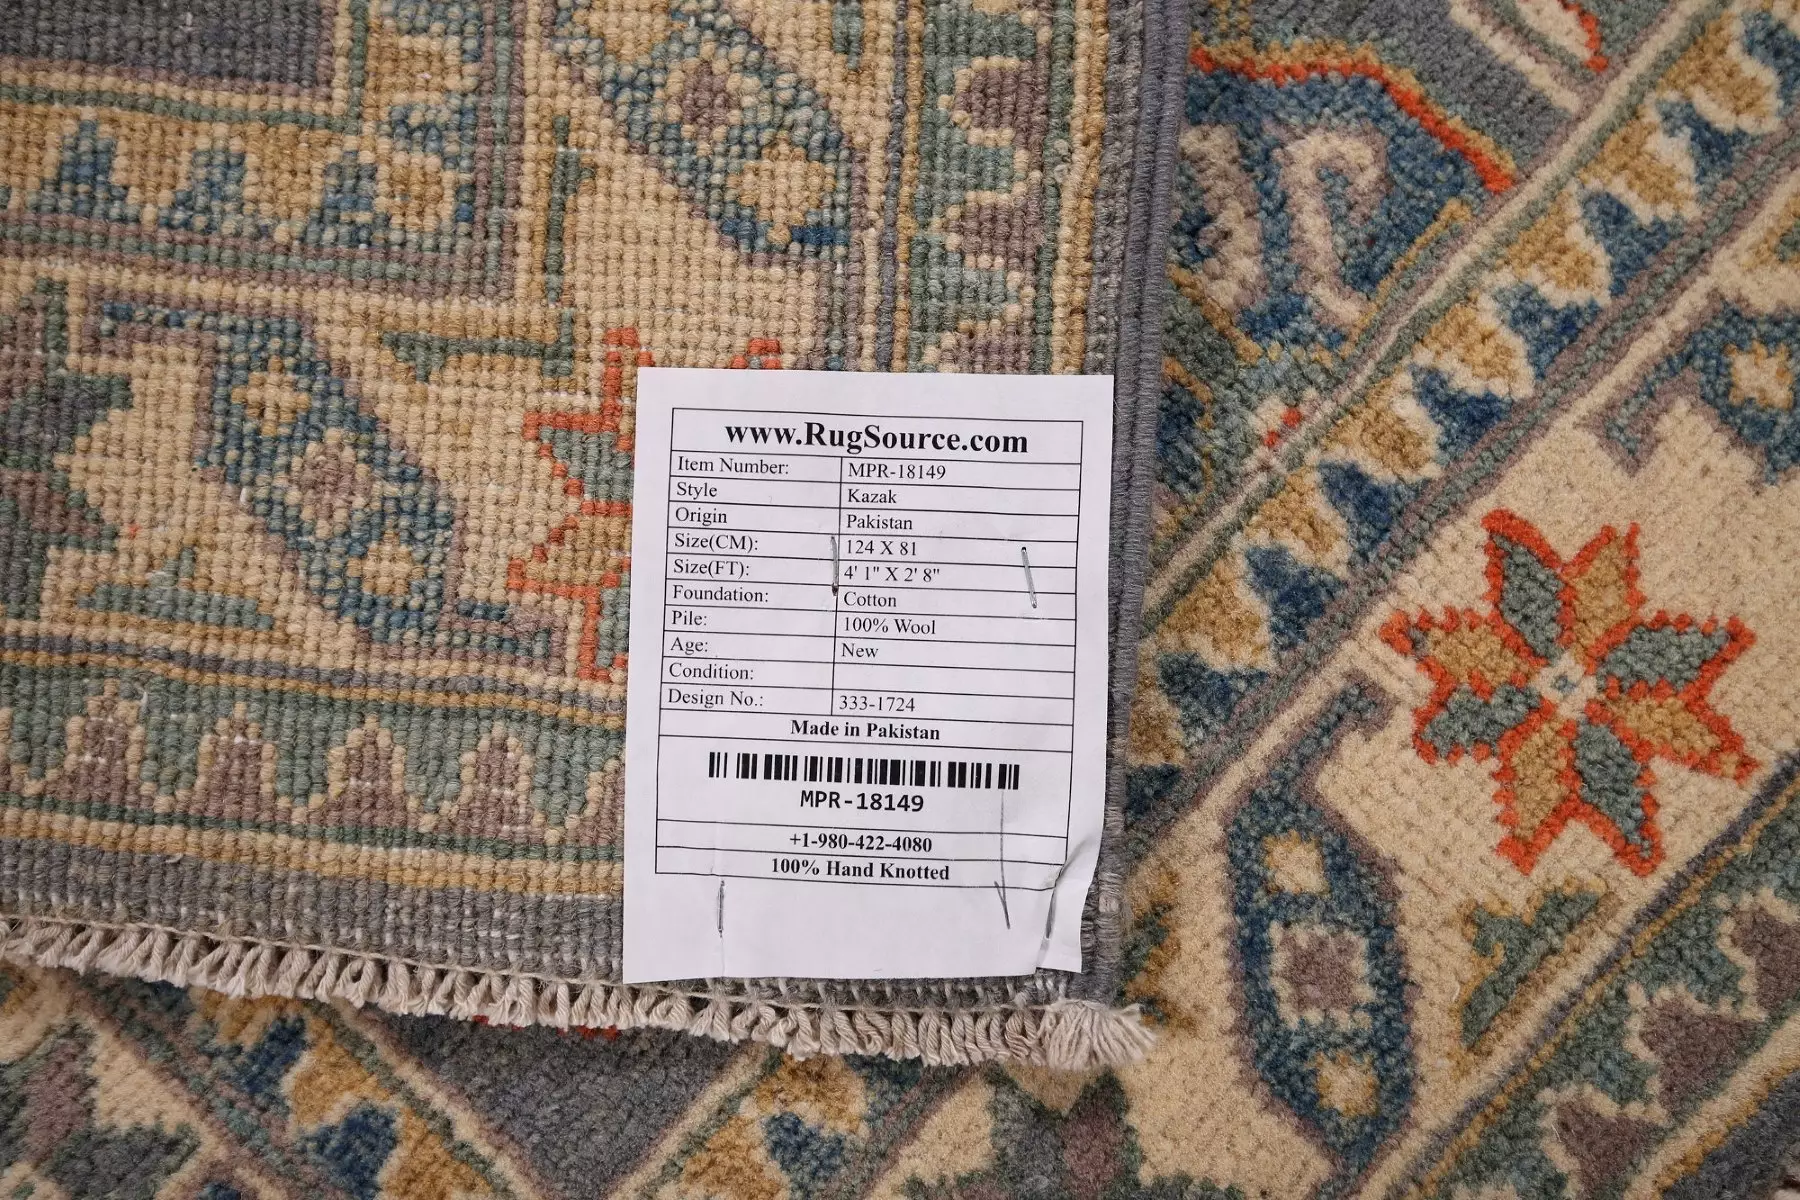 www.RugSource.com
Item Number: MPR-18149
Style Kazak
Origin Pakistan
Size(CM): 124 X 81
Size(FT): 4' 1" X 2' 8"
Foundation: Cotton
Pile: 100% Wool
Age: New
Condition:
Design No.: 333-1724
Made in Pakistan
MPR-18149
+1-980-422-4080
100% Hand Knotted